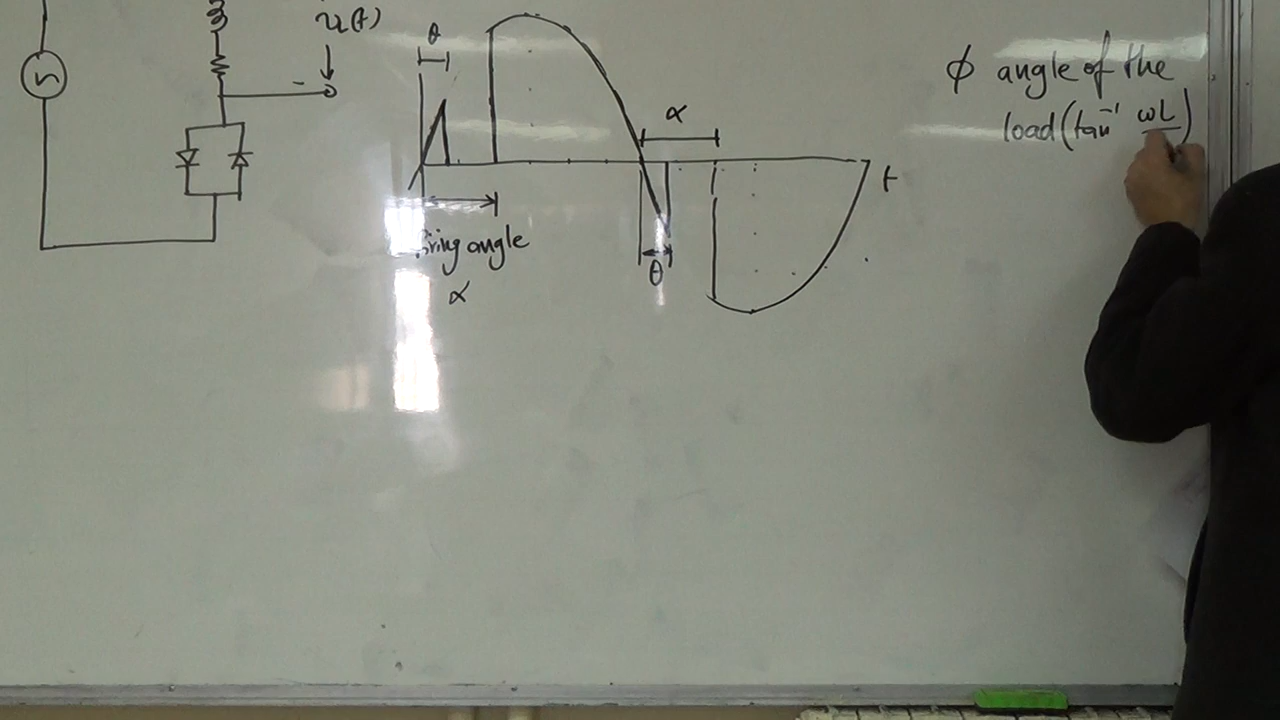 v(t)
-
θ
α
t
firing angle
α
θ
ϕ angle of the
load (tan⁻¹ ωL